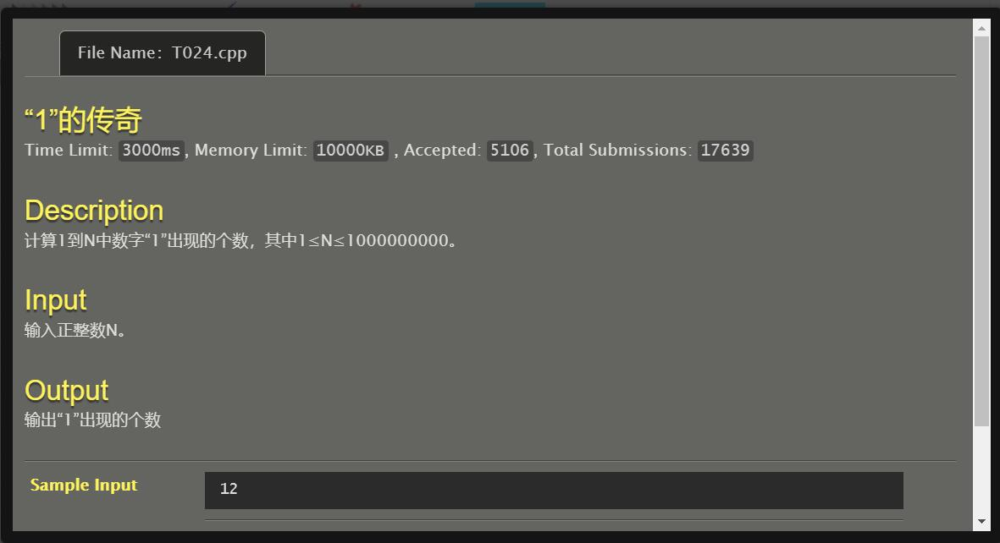 File Name：T024.cpp
“1”的传奇
Time Limit: 3000ms, Memory Limit: 10000KB , Accepted: 5106, Total Submissions: 17639
Description
计算1到N中数字“1”出现的个数，其中1≤N≤1000000000。
Input
输入正整数N。
Output
输出“1”出现的个数
Sample Input
12